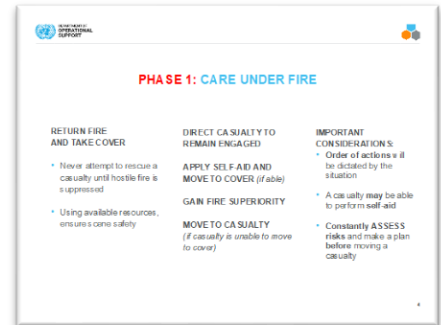 DEPARTMENT OF
OPERATIONAL
SUPPORT
PHASE 1: CARE UNDER FIRE
RETURN FIRE
AND TAKE COVER
• Never attempt to rescue a
casualty until hostile fire is
suppressed
• Using available resources,
ensure scene safety
DIRECT CASUALTY TO
REMAIN ENGAGED
APPLY SELF-AID AND
MOVE TO COVER (if able)
GAIN FIRE SUPERIORITY
MOVE TO CASUALTY
(if casualty is unable to move
to cover)
IMPORTANT
CONSIDERATIONS:
• Order of actions will
be dictated by the
situation
• A casualty may be able
to perform self-aid
• Constantly ASSESS
risks and make a plan
before moving a
casualty